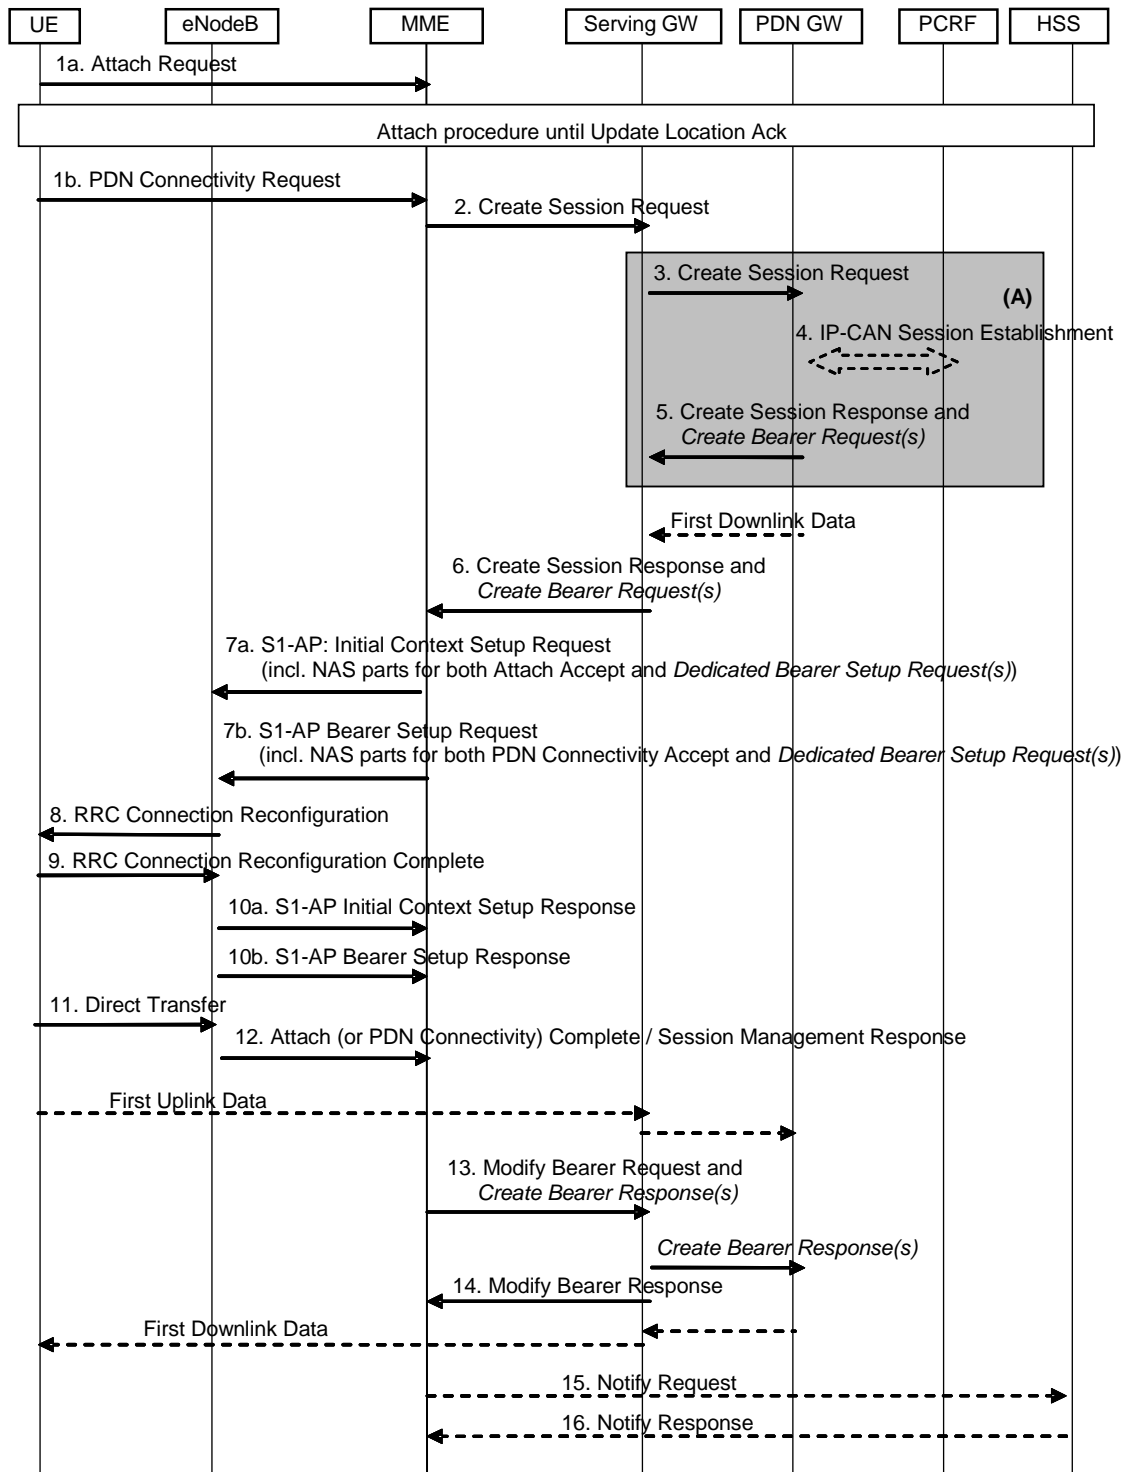 UE eNodeB MME Serving GW PDN GW PCRF HSS
1a. Attach Request
Attach procedure until Update Location Ack
1b. PDN Connectivity Request
2. Create Session Request
3. Create Session Request
(A)
4. IP-CAN Session Establishment
5. Create Session Response and
Create Bearer Request(s)
First Downlink Data
6. Create Session Response and
Create Bearer Request(s)
7a. S1-AP: Initial Context Setup Request
(incl. NAS parts for both Attach Accept and Dedicated Bearer Setup Request(s))
7b. S1-AP Bearer Setup Request
(incl. NAS parts for both PDN Connectivity Accept and Dedicated Bearer Setup Request(s))
8. RRC Connection Reconfiguration
9. RRC Connection Reconfiguration Complete
10a. S1-AP Initial Context Setup Response
10b. S1-AP Bearer Setup Response
11. Direct Transfer
12. Attach (or PDN Connectivity) Complete / Session Management Response
First Uplink Data
13. Modify Bearer Request and
Create Bearer Response(s)
Create Bearer Response(s)
14. Modify Bearer Response
First Downlink Data
15. Notify Request
16. Notify Response